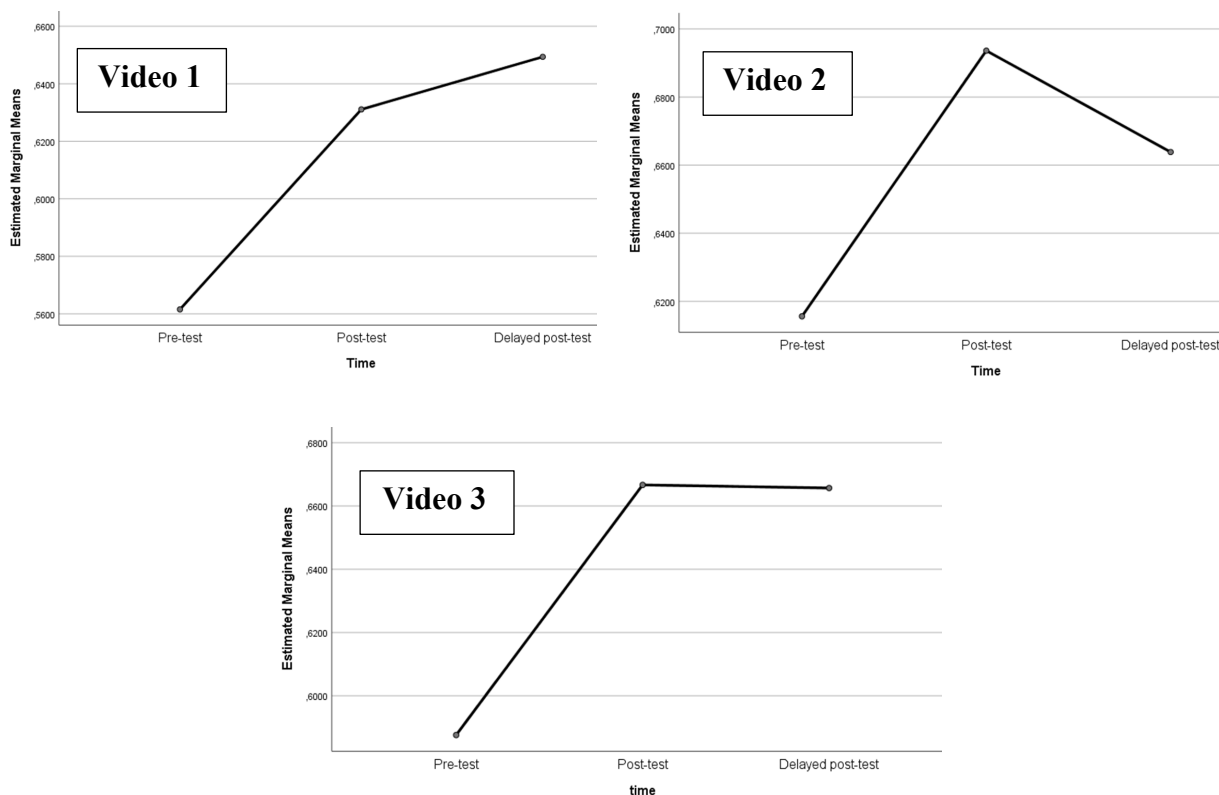 Video 1
Estimated Marginal Means
,6600
,6400
,6200
,6000
,5800
,5600
Pre-test
Post-test
Delayed post-test
Time
Video 2
Estimated Marginal Means
,7000
,6800
,6600
,6400
,6200
Pre-test
Post-test
Delayed post-test
Time
Video 3
Estimated Marginal Means
,6800
,6600
,6400
,6200
,6000
Pre-test
Post-test
Delayed post-test
time